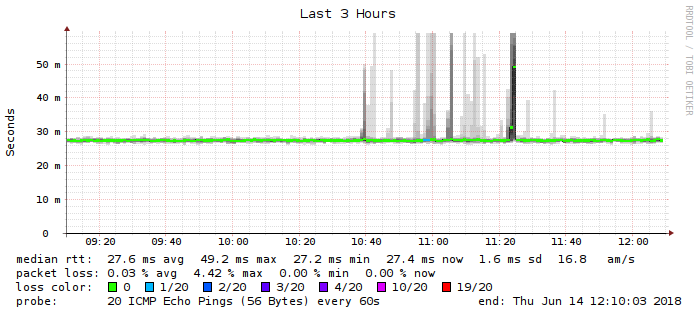 Last 3 Hours
RRDTOOL / TOBI OETIKER
Seconds
50 m
40 m
30 m
20 m
10 m
0
09:20 09:40 10:00 10:20 10:40 11:00 11:20 11:40 12:00
median rtt: 27.6 ms avg 49.2 ms max 27.2 ms min 27.4 ms now 1.6 ms sd 16.8 am/s
packet loss: 0.03 % avg 4.42 % max 0.00 % min 0.00 % now
loss color: 0 1/20 2/20 3/20 4/20 10/20 19/20
probe: 20 ICMP Echo Pings (56 Bytes) every 60s end: Thu Jun 14 12:10:03 2018